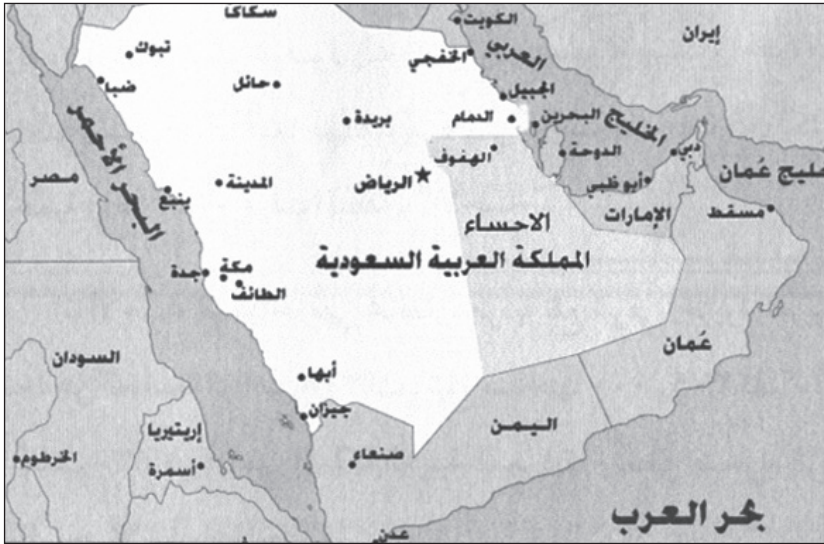 سكاكا
الكويت
إيران
تبوك
الخفجي
العربي
ضبا
حائل
الجبيل
البحر الأحمر
بريدة
الدمام
البحرين
الخليج
الهفوف
الدوحة
دبي
خليج عُمان
مصر
ينبع
المدينة
الرياض
أبو ظبي
الاحساء
الإمارات
مسقط
المملكة العربية السعودية
جدة
مكة
الطائف
السودان
عُمان
أبها
جيزان
اليمن
إريتيريا
الخرطوم
أسمرة
صنعاء
عدن
بحر العرب